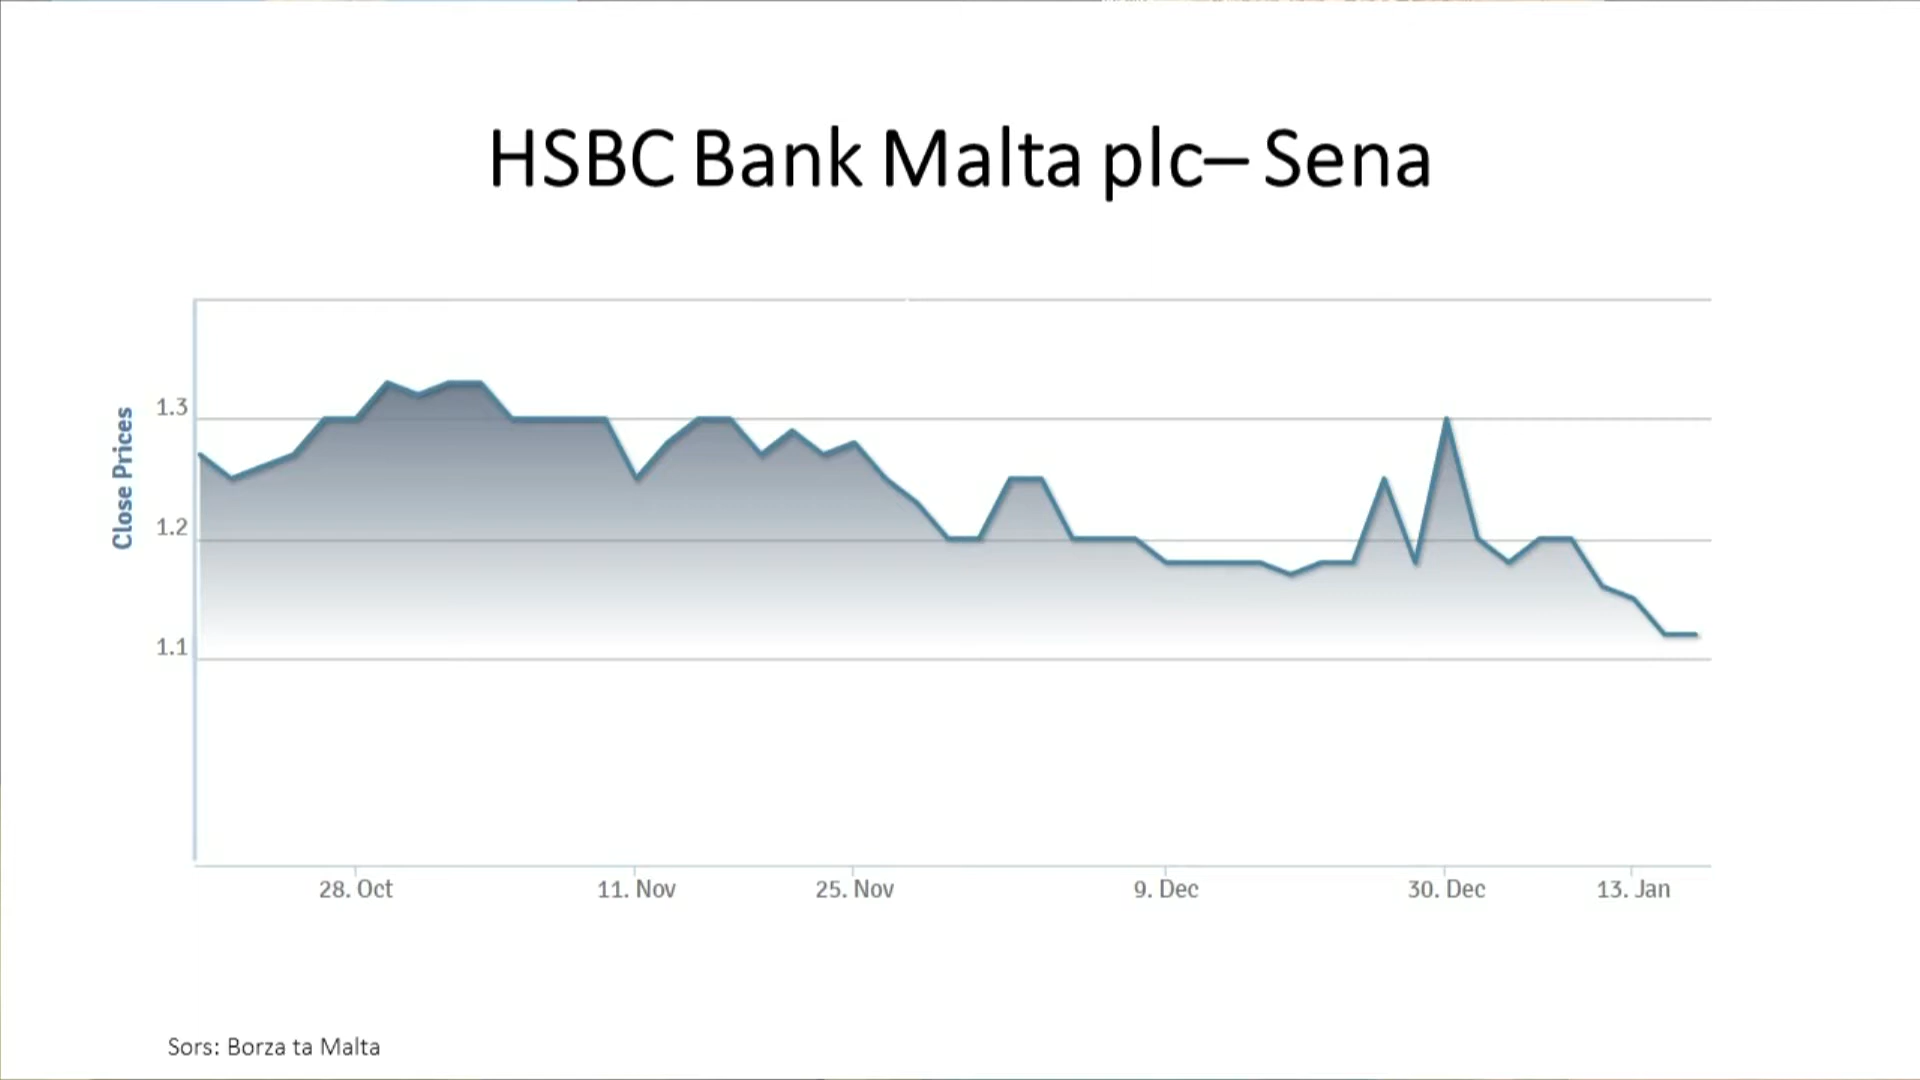 HSBC Bank Malta plc– Sena
Close Prices
1.3
1.2
1.1
28. Oct
11. Nov
25. Nov
9. Dec
30. Dec
13. Jan
Sors: Borza ta Malta